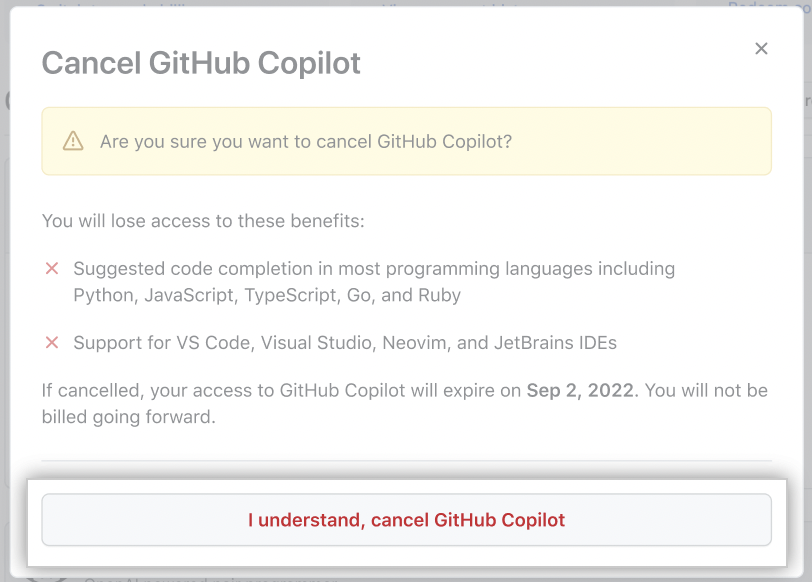 Cancel GitHub Copilot
Are you sure you want to cancel GitHub Copilot?
You will lose access to these benefits:
Suggested code completion in most programming languages including
Python, JavaScript, TypeScript, Go, and Ruby
Support for VS Code, Visual Studio, Neovim, and JetBrains IDEs
If cancelled, your access to GitHub Copilot will expire on Sep 2, 2022. You will not be
billed going forward.
I understand, cancel GitHub Copilot